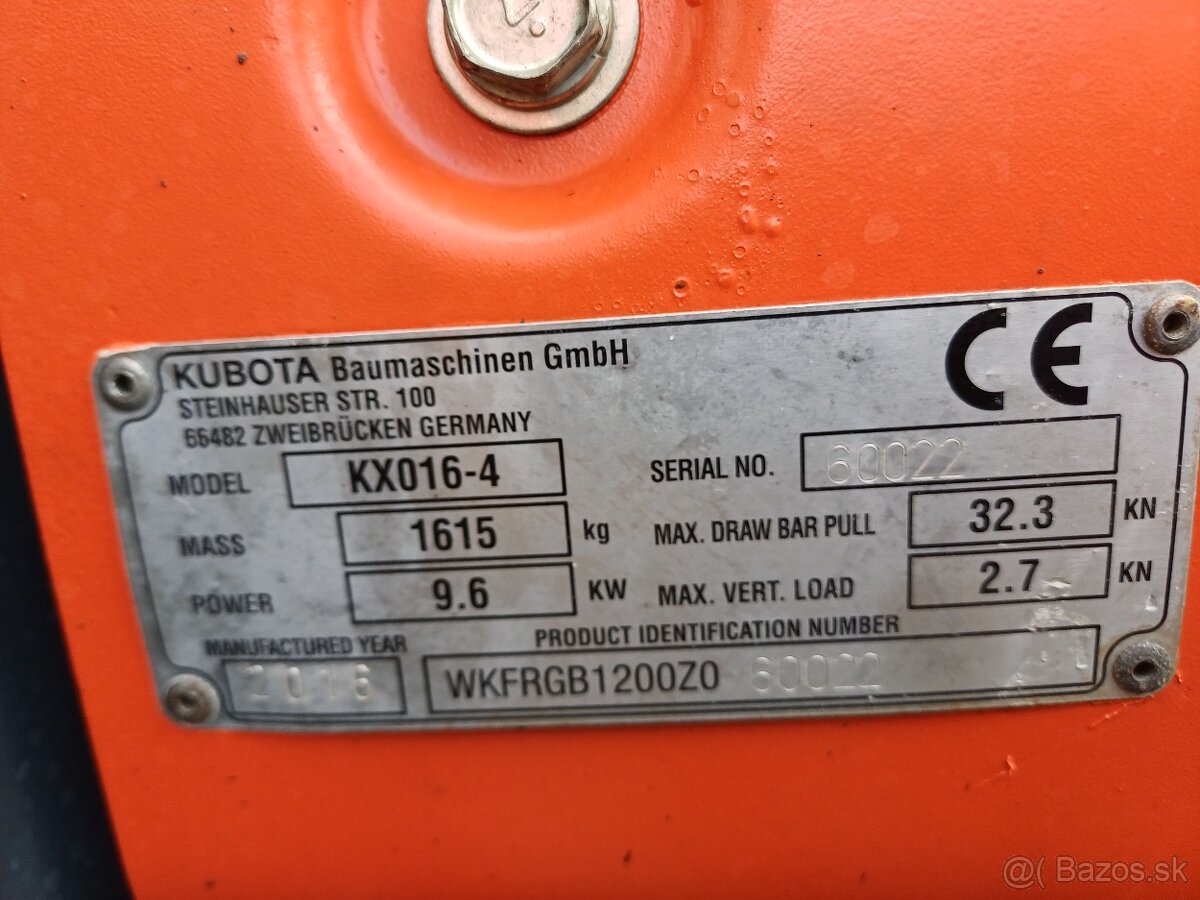 KUBOTA Baumaschinen GmbH
STEINHAUSER STR. 100
66482 ZWEIBRÜCKEN GERMANY
CE
MODEL KX016-4
SERIAL NO. 60022
MASS 1615 kg
MAX. DRAW BAR PULL 32.3 KN
POWER 9.6 KW
MAX. VERT. LOAD 2.7 KN
MANUFACTURED YEAR
2016
PRODUCT IDENTIFICATION NUMBER
WKFRGB1200Z0 60022
@( Bazos.sk